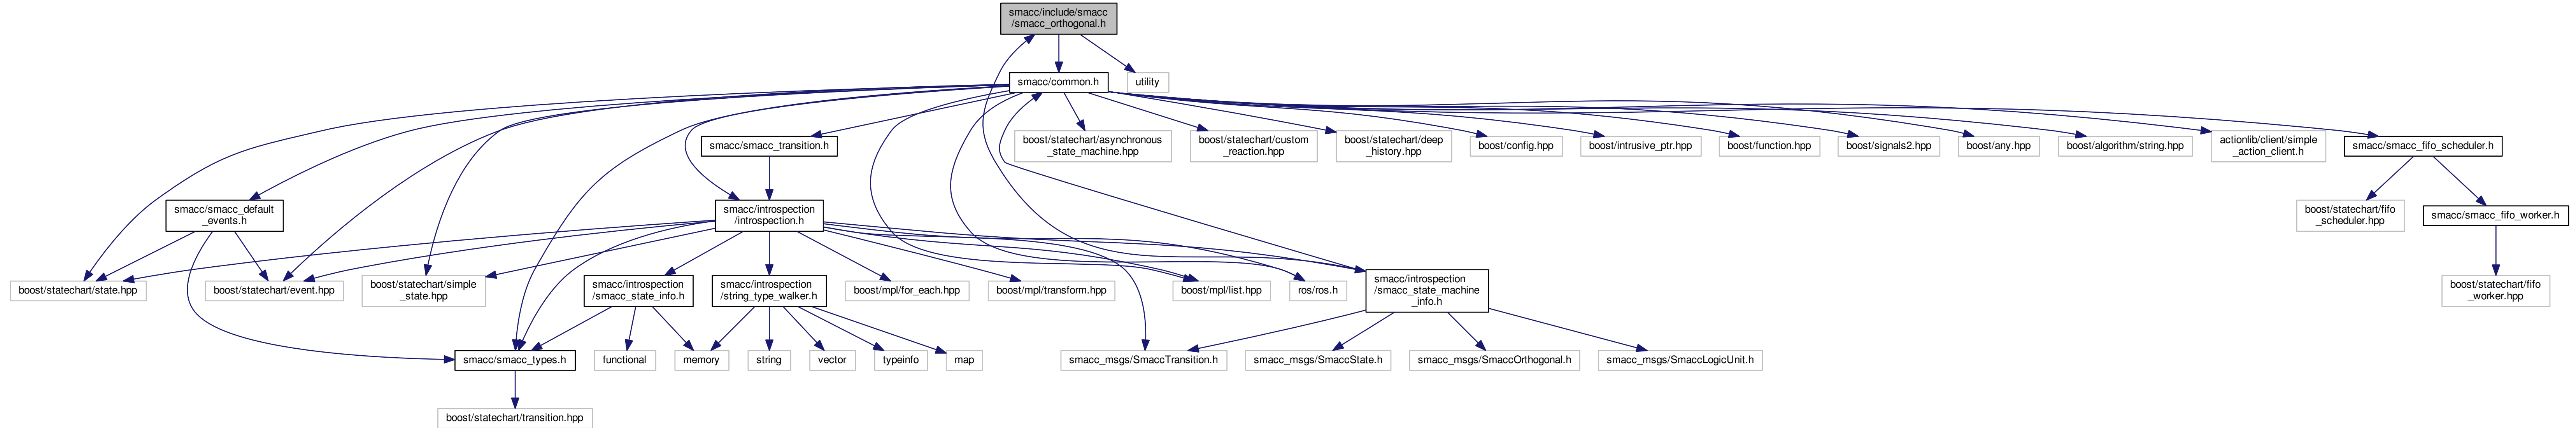 smacc/include/smacc
/smacc_orthogonal.h
smacc/common.h
utility
smacc/smacc_transition.h
boost/statechart/asynchronous
_state_machine.hpp
boost/statechart/custom
_reaction.hpp
boost/statechart/deep
_history.hpp
boost/config.hpp
boost/intrusive_ptr.hpp
boost/function.hpp
boost/signals2.hpp
boost/any.hpp
boost/algorithm/string.hpp
actionlib/client/simple
_action_client.h
smacc/smacc_fifo_scheduler.h
smacc/smacc_default
_events.h
smacc/introspection
/introspection.h
boost/statechart/fifo
_scheduler.hpp
smacc/smacc_fifo_worker.h
boost/statechart/state.hpp
boost/statechart/event.hpp
boost/statechart/simple
_state.hpp
smacc/introspection
/smacc_state_info.h
smacc/introspection
/string_type_walker.h
boost/mpl/for_each.hpp
boost/mpl/transform.hpp
boost/mpl/list.hpp
ros/ros.h
smacc/introspection
/smacc_state_machine
_info.h
boost/statechart/fifo
_worker.hpp
smacc/smacc_types.h
functional
memory
string
vector
typeinfo
map
smacc_msgs/SmaccTransition.h
smacc_msgs/SmaccState.h
smacc_msgs/SmaccOrthogonal.h
smacc_msgs/SmaccLogicUnit.h
boost/statechart/transition.hpp